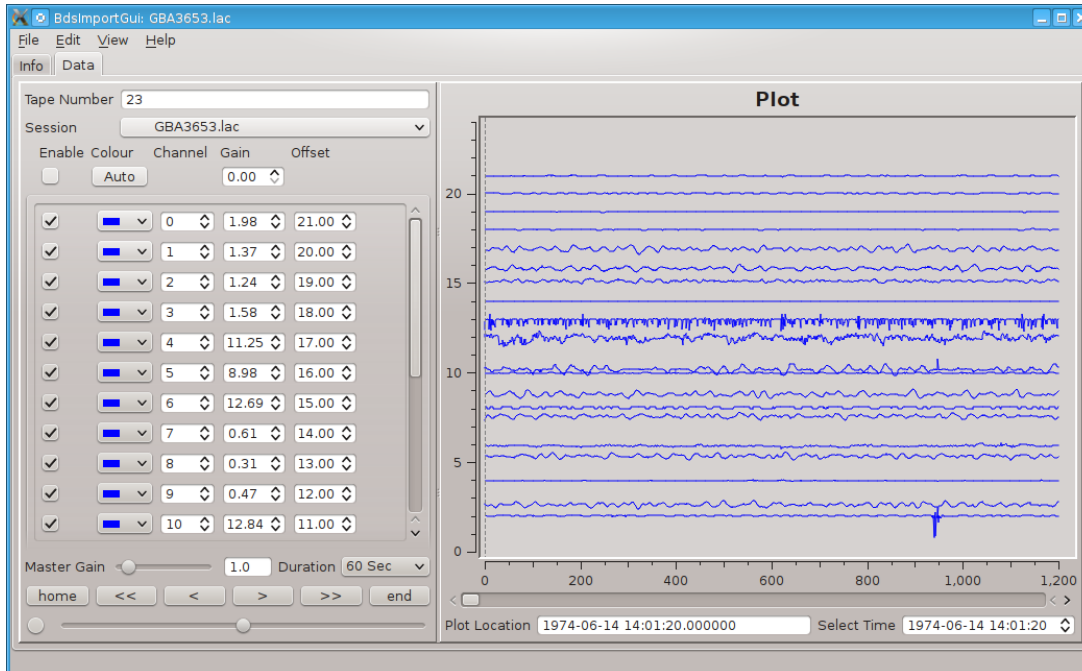 BdsImportGui: GBA3653.lac
File Edit View Help
Info Data
Tape Number 23
Session GBA3653.lac
Enable Colour Channel Gain Offset
Auto 0.00
0 1.98 21.00
1 1.37 20.00
2 1.24 19.00
3 1.58 18.00
4 11.25 17.00
5 8.98 16.00
6 12.69 15.00
7 0.61 14.00
8 0.31 13.00
9 0.47 12.00
10 12.84 11.00
Master Gain 1.0 Duration 60 Sec
home << < > >> end
Plot
20
15
10
5
0
0 200 400 600 800 1,000 1,200
Plot Location 1974-06-14 14:01:20.000000 Select Time 1974-06-14 14:01:20